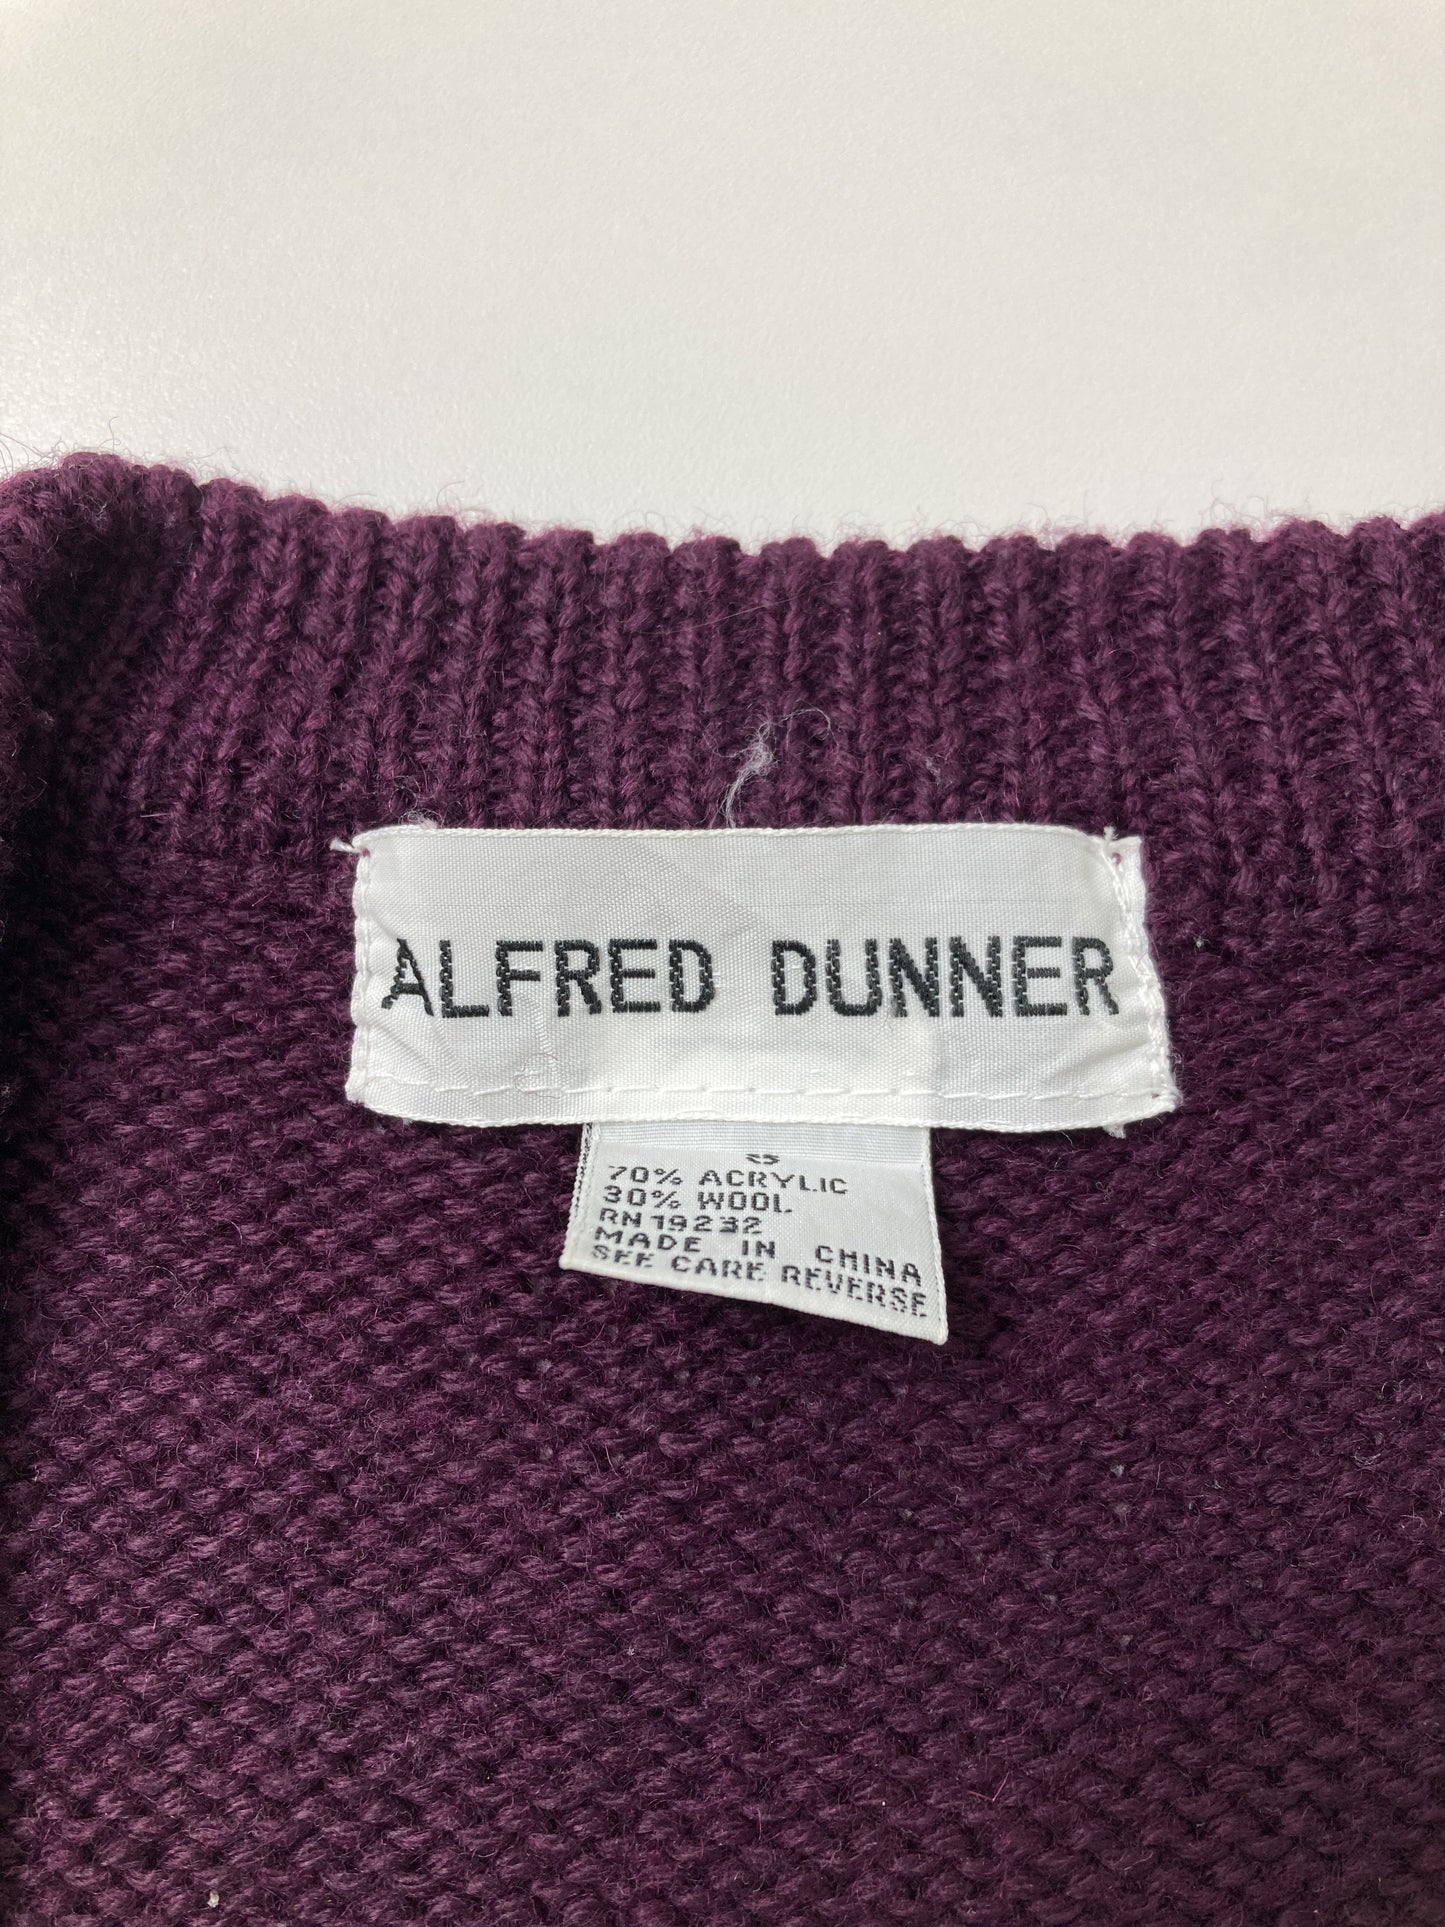 ALFRED DUNNER
70% ACRYLIC
30% WOOL
RN 19232
MADE IN CHINA
SEE CARE REVERSE